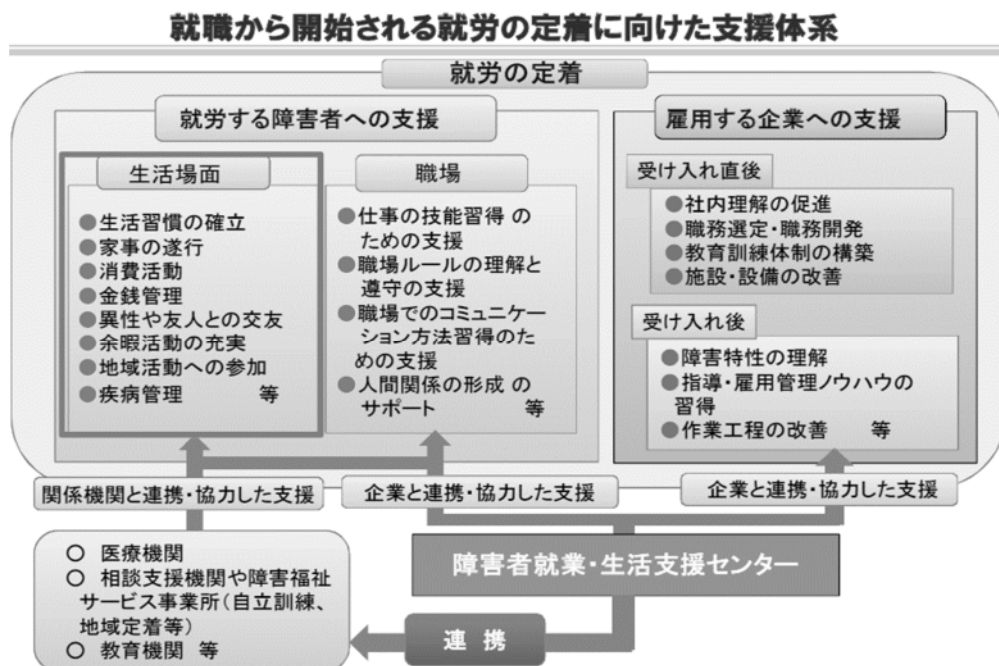 就職から開始される就労の定着に向けた支援体系
就労の定着
就労する障害者への支援
生活場面
●生活習慣の確立
●家事の遂行
●消費活動
●金銭管理
●異性や友人との交友
●余暇活動の充実
●地域活動への参加
●疾病管理 等
職場
●仕事の技能習得 の
ための支援
●職場ルールの理解と
遵守の支援
●職場でのコミュニケー
ション方法習得のた
めの支援
●人間関係の形成 の
サポート 等
雇用する企業への支援
受け入れ直後
●社内理解の促進
●職務選定・職務開発
●教育訓練体制の構築
●施設・設備の改善
受け入れ後
●障害特性の理解
●指導・雇用管理ノウハウの
習得
●作業工程の改善 等
関係機関と連携・協力した支援
企業と連携・協力した支援
企業と連携・協力した支援
○ 医療機関
○ 相談支援機関や障害福祉
サービス事業所(自立訓練、
地域定着等)
○ 教育機関 等
障害者就業・生活支援センター
連 携